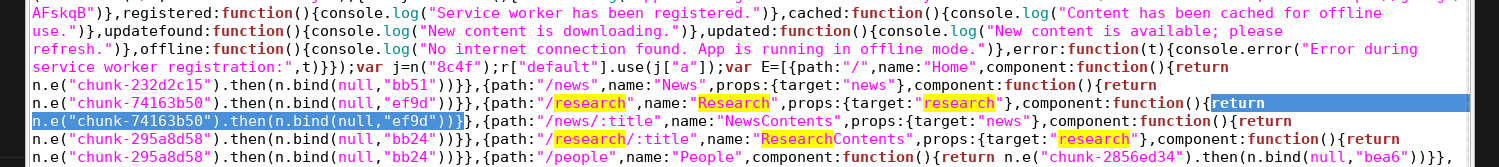 AFskqB")},registered:function(){console.log("Service worker has been registered.")},cached:function(){console.log("Content has been cached for offline
use.")},updatefound:function(){console.log("New content is downloading.")},updated:function(){console.log("New content is available; please
refresh.")},offline:function(){console.log("No internet connection found. App is running in offline mode.")},error:function(t){console.error("Error during
service worker registration:",t)}});var j=n("8c4f");r["default"].use(j["a"]);var E=[{path:"/",name:"Home",component:function(){return
n.e("chunk-232d2c15").then(n.bind(null,"bb51"))}},{path:"/news",name:"News",props:{target:"news"},component:function(){return
n.e("chunk-74163b50").then(n.bind(null,"ef9d"))}},{path:"/research",name:"Research",props:{target:"research"},component:function(){return
n.e("chunk-74163b50").then(n.bind(null,"ef9d"))}},{path:"/news/:title",name:"NewsContents",props:{target:"news"},component:function(){return
n.e("chunk-295a8d58").then(n.bind(null,"bb24"))}},{path:"/research/:title",name:"ResearchContents",props:{target:"research"},component:function(){return
n.e("chunk-295a8d58").then(n.bind(null,"bb24"))}},{path:"/people",name:"People",component:function(){return n.e("chunk-2856ed34").then(n.bind(null,"bea6"))}},